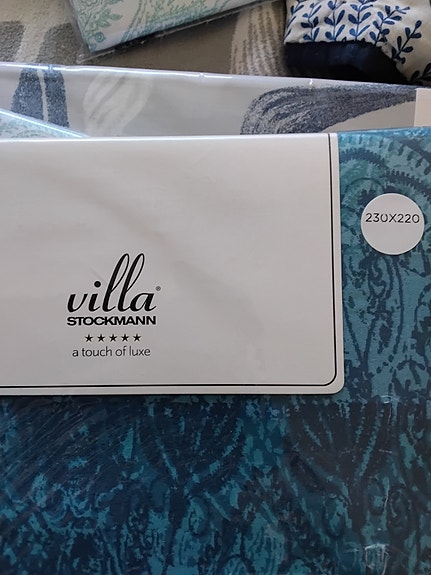 230X220
villa®
STOCKMANN
★★★★★
a touch of luxe